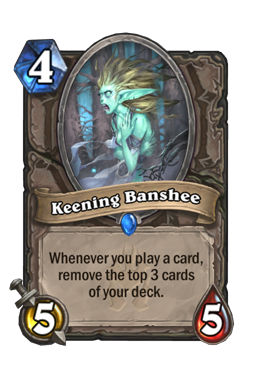 4
Keening Banshee
Whenever you play a card,
remove the top 3 cards
of your deck.
5 5